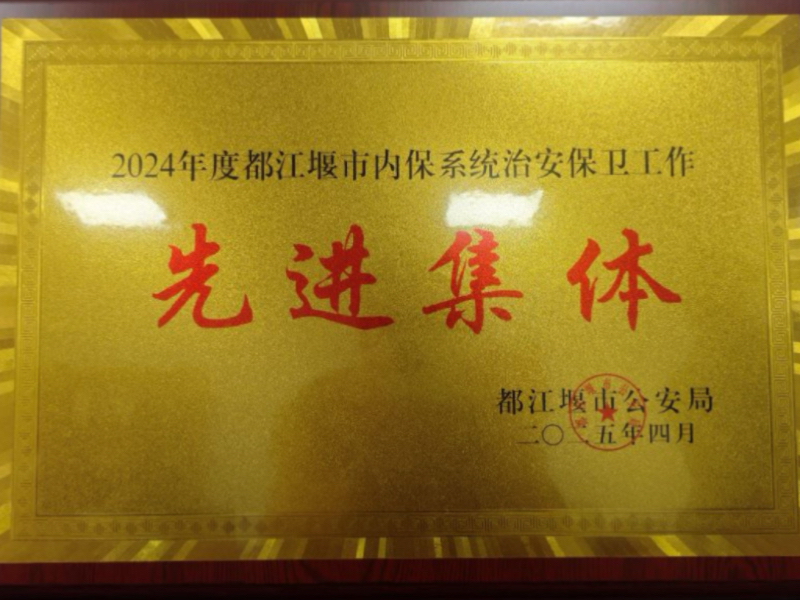 2024年度都江堰市内保系统治安保卫工作
先进集体
都江堰市公安局
二〇二五年四月